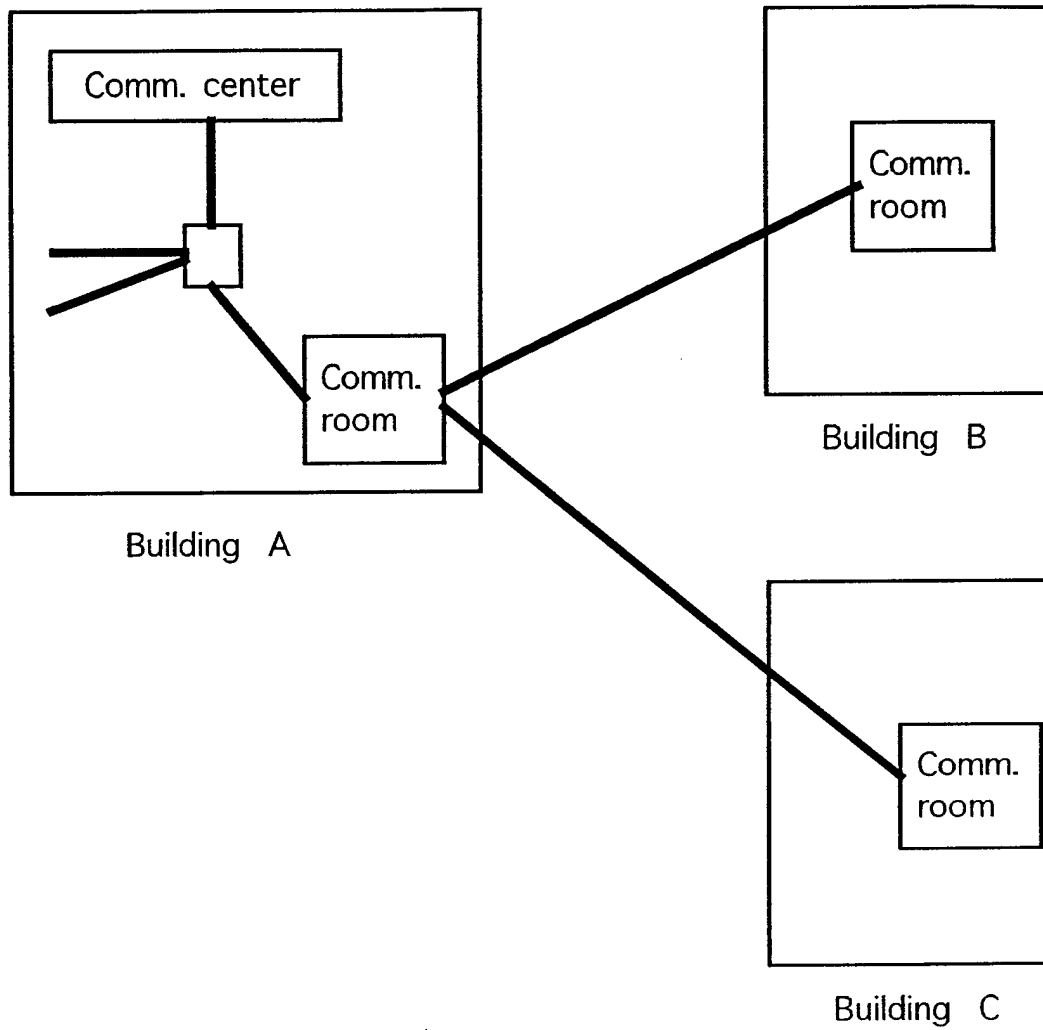 Comm. center
Comm.
room
Building A
Comm.
room
Building B
Comm.
room
Building C